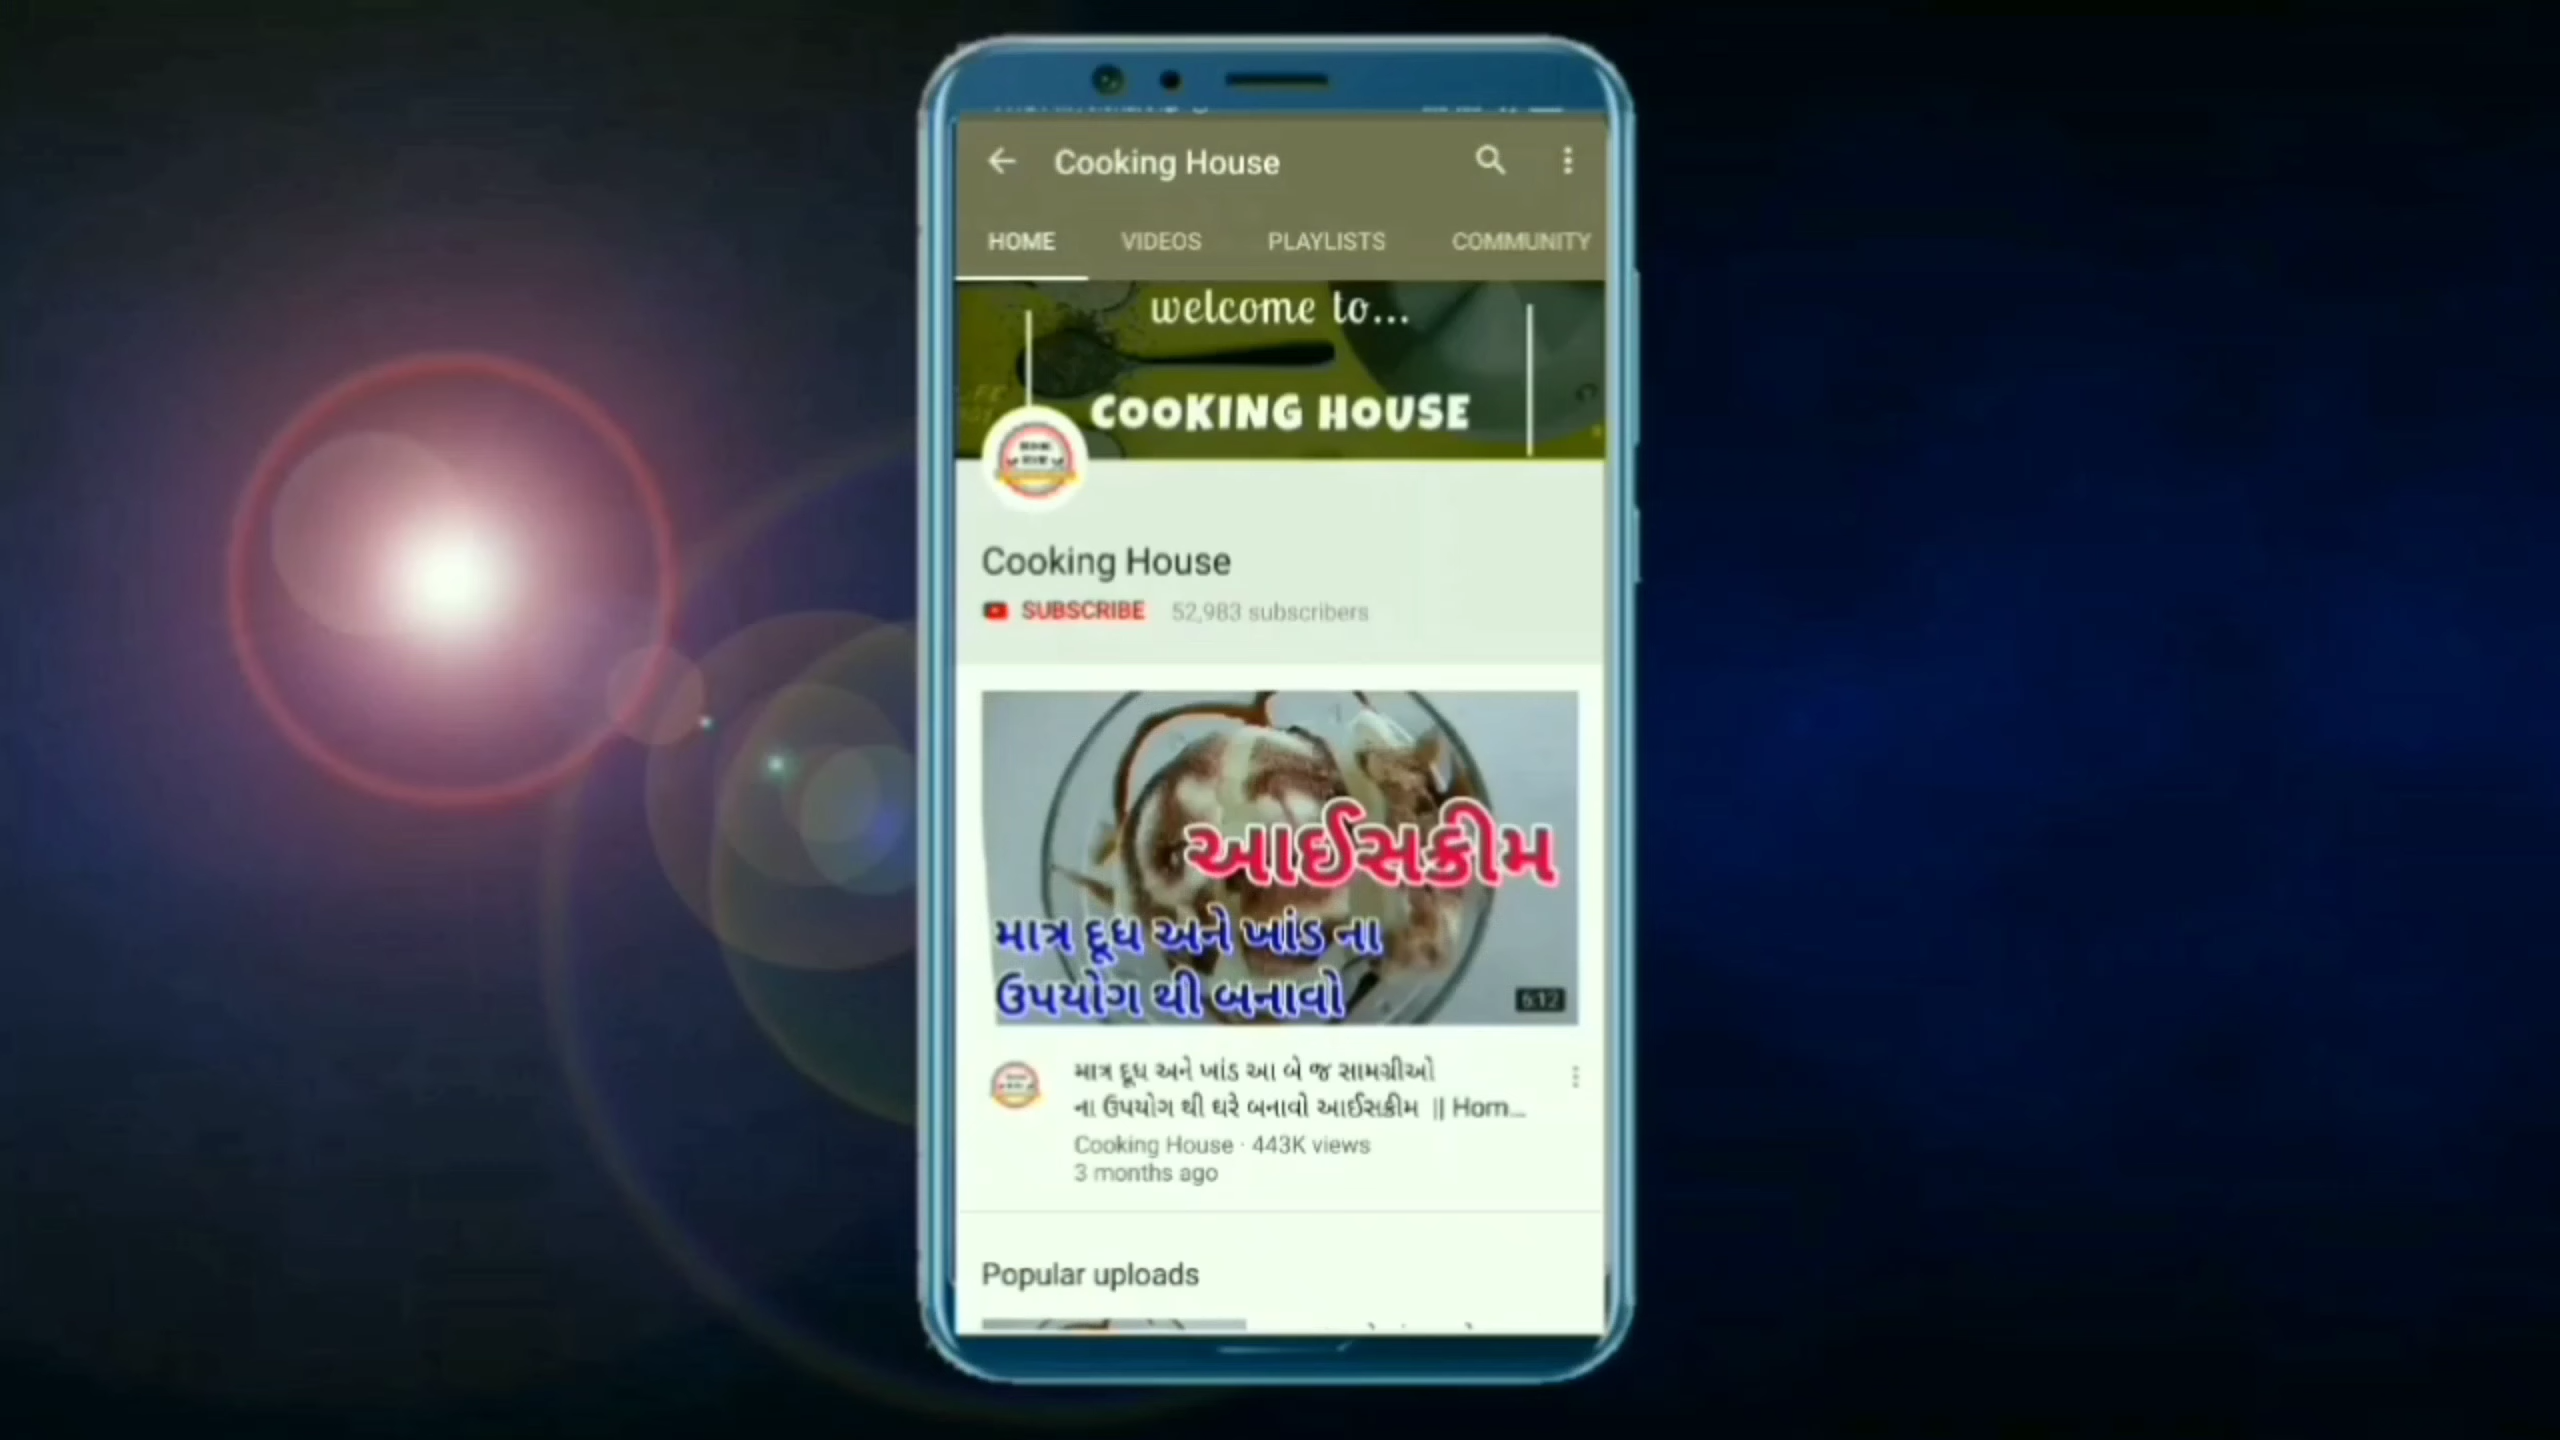 Cooking House
HOME VIDEOS PLAYLISTS COMMUNITY
welcome to...
COOKING HOUSE
Cooking House
SUBSCRIBE 52,983 subscribers
આઈસક્રીમ
માત્ર દૂધ અને ખાંડ ના
ઉપયોગ થી બનાવો
6:12
માત્ર દૂધ અને ખાંડ આ બે જ સામગ્રીઓ
ના ઉપયોગ થી ઘરે બનાવો આઈસક્રીમ || Hom...
Cooking House · 443K views
3 months ago
Popular uploads